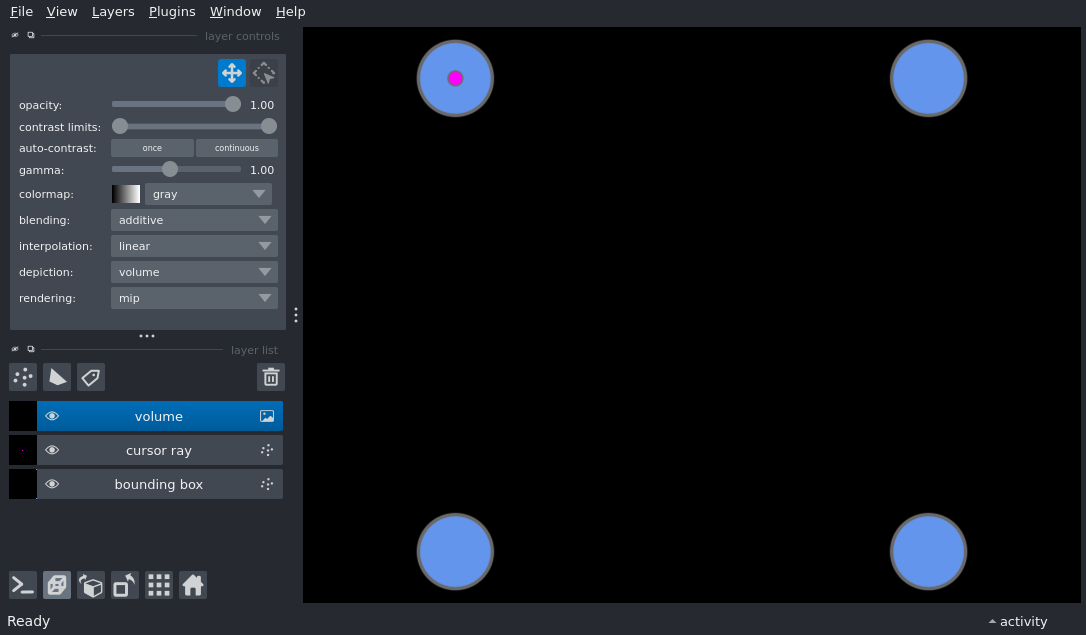 File View Layers Plugins Window Help
layer controls
opacity: 1.00
contrast limits:
auto-contrast: once continuous
gamma: 1.00
colormap: gray
blending: additive
interpolation: linear
depiction: volume
rendering: mip
layer list
volume
cursor ray
bounding box
Ready
activity